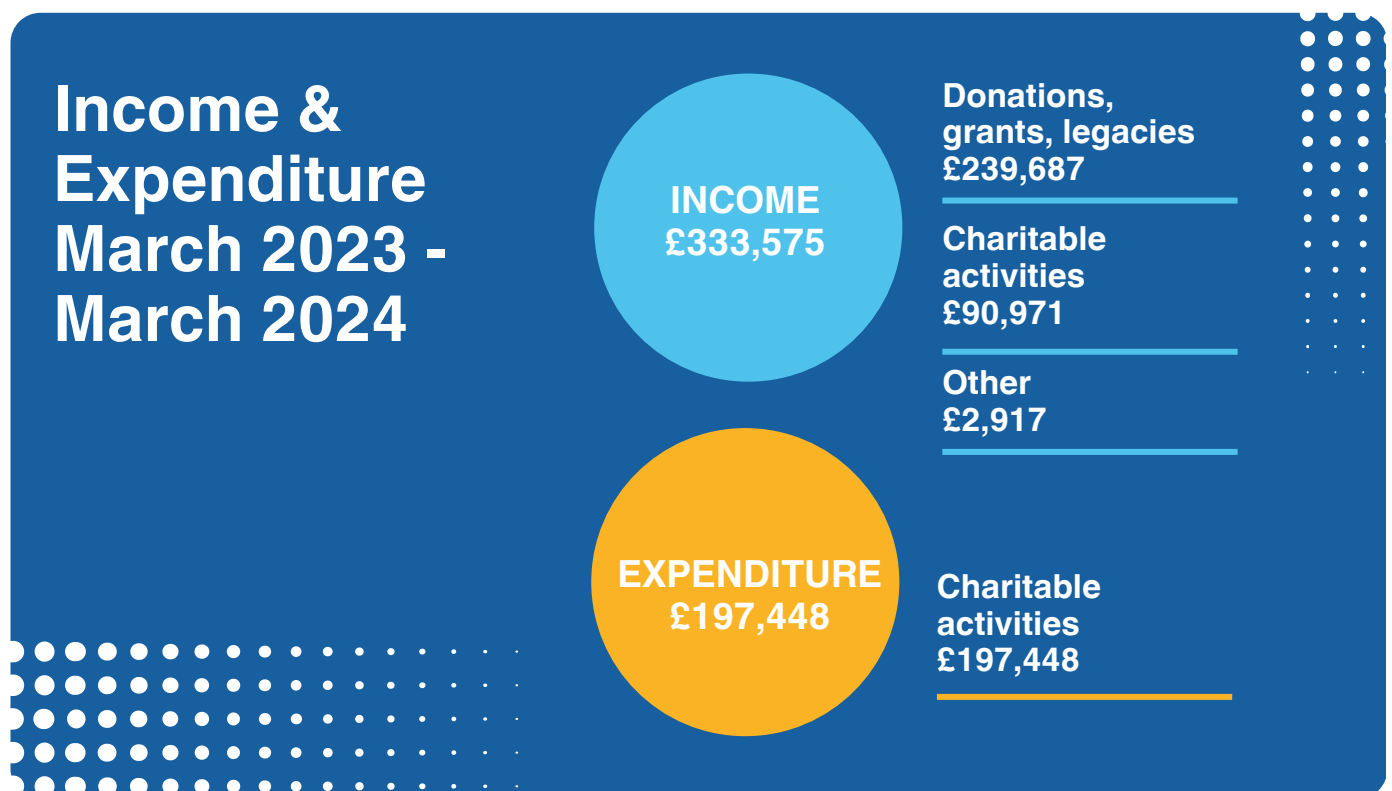 Income &
Expenditure
March 2023 -
March 2024
INCOME
£333,575
Donations,
grants, legacies
£239,687
Charitable
activities
£90,971
Other
£2,917
EXPENDITURE
£197,448
Charitable
activities
£197,448